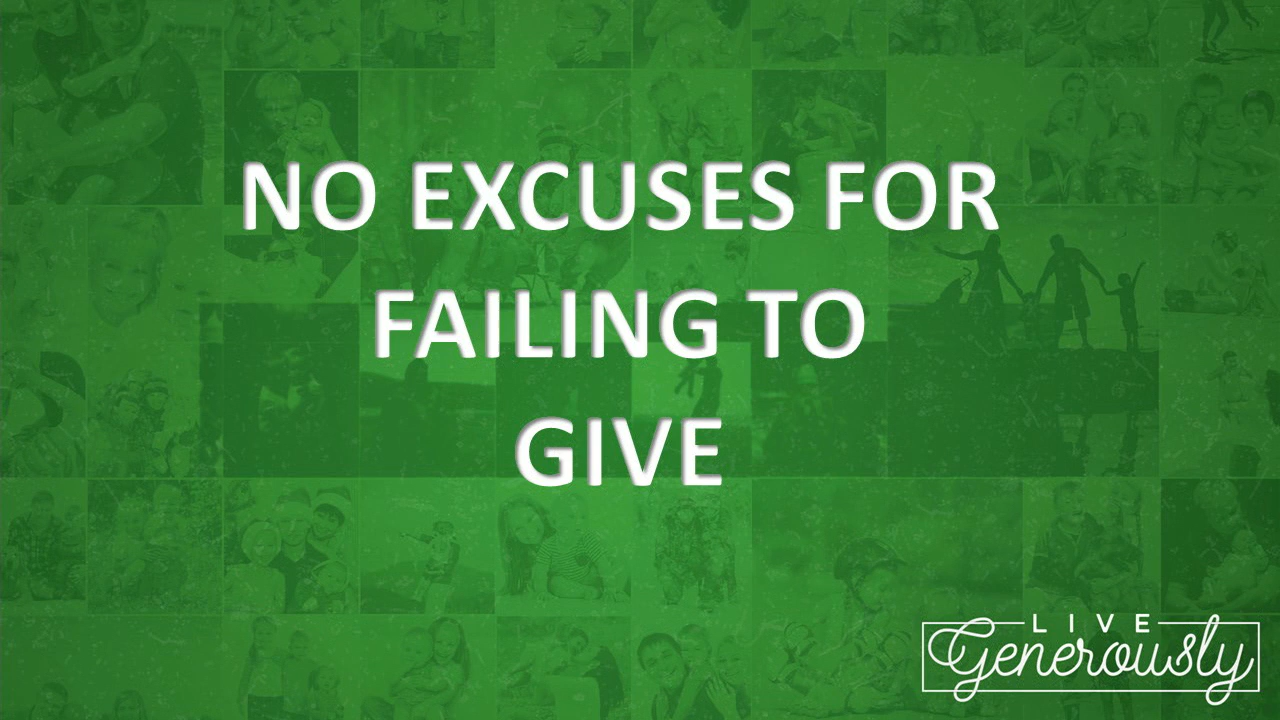 NO EXCUSES FOR
FAILING TO
GIVE
LIVE
Generously